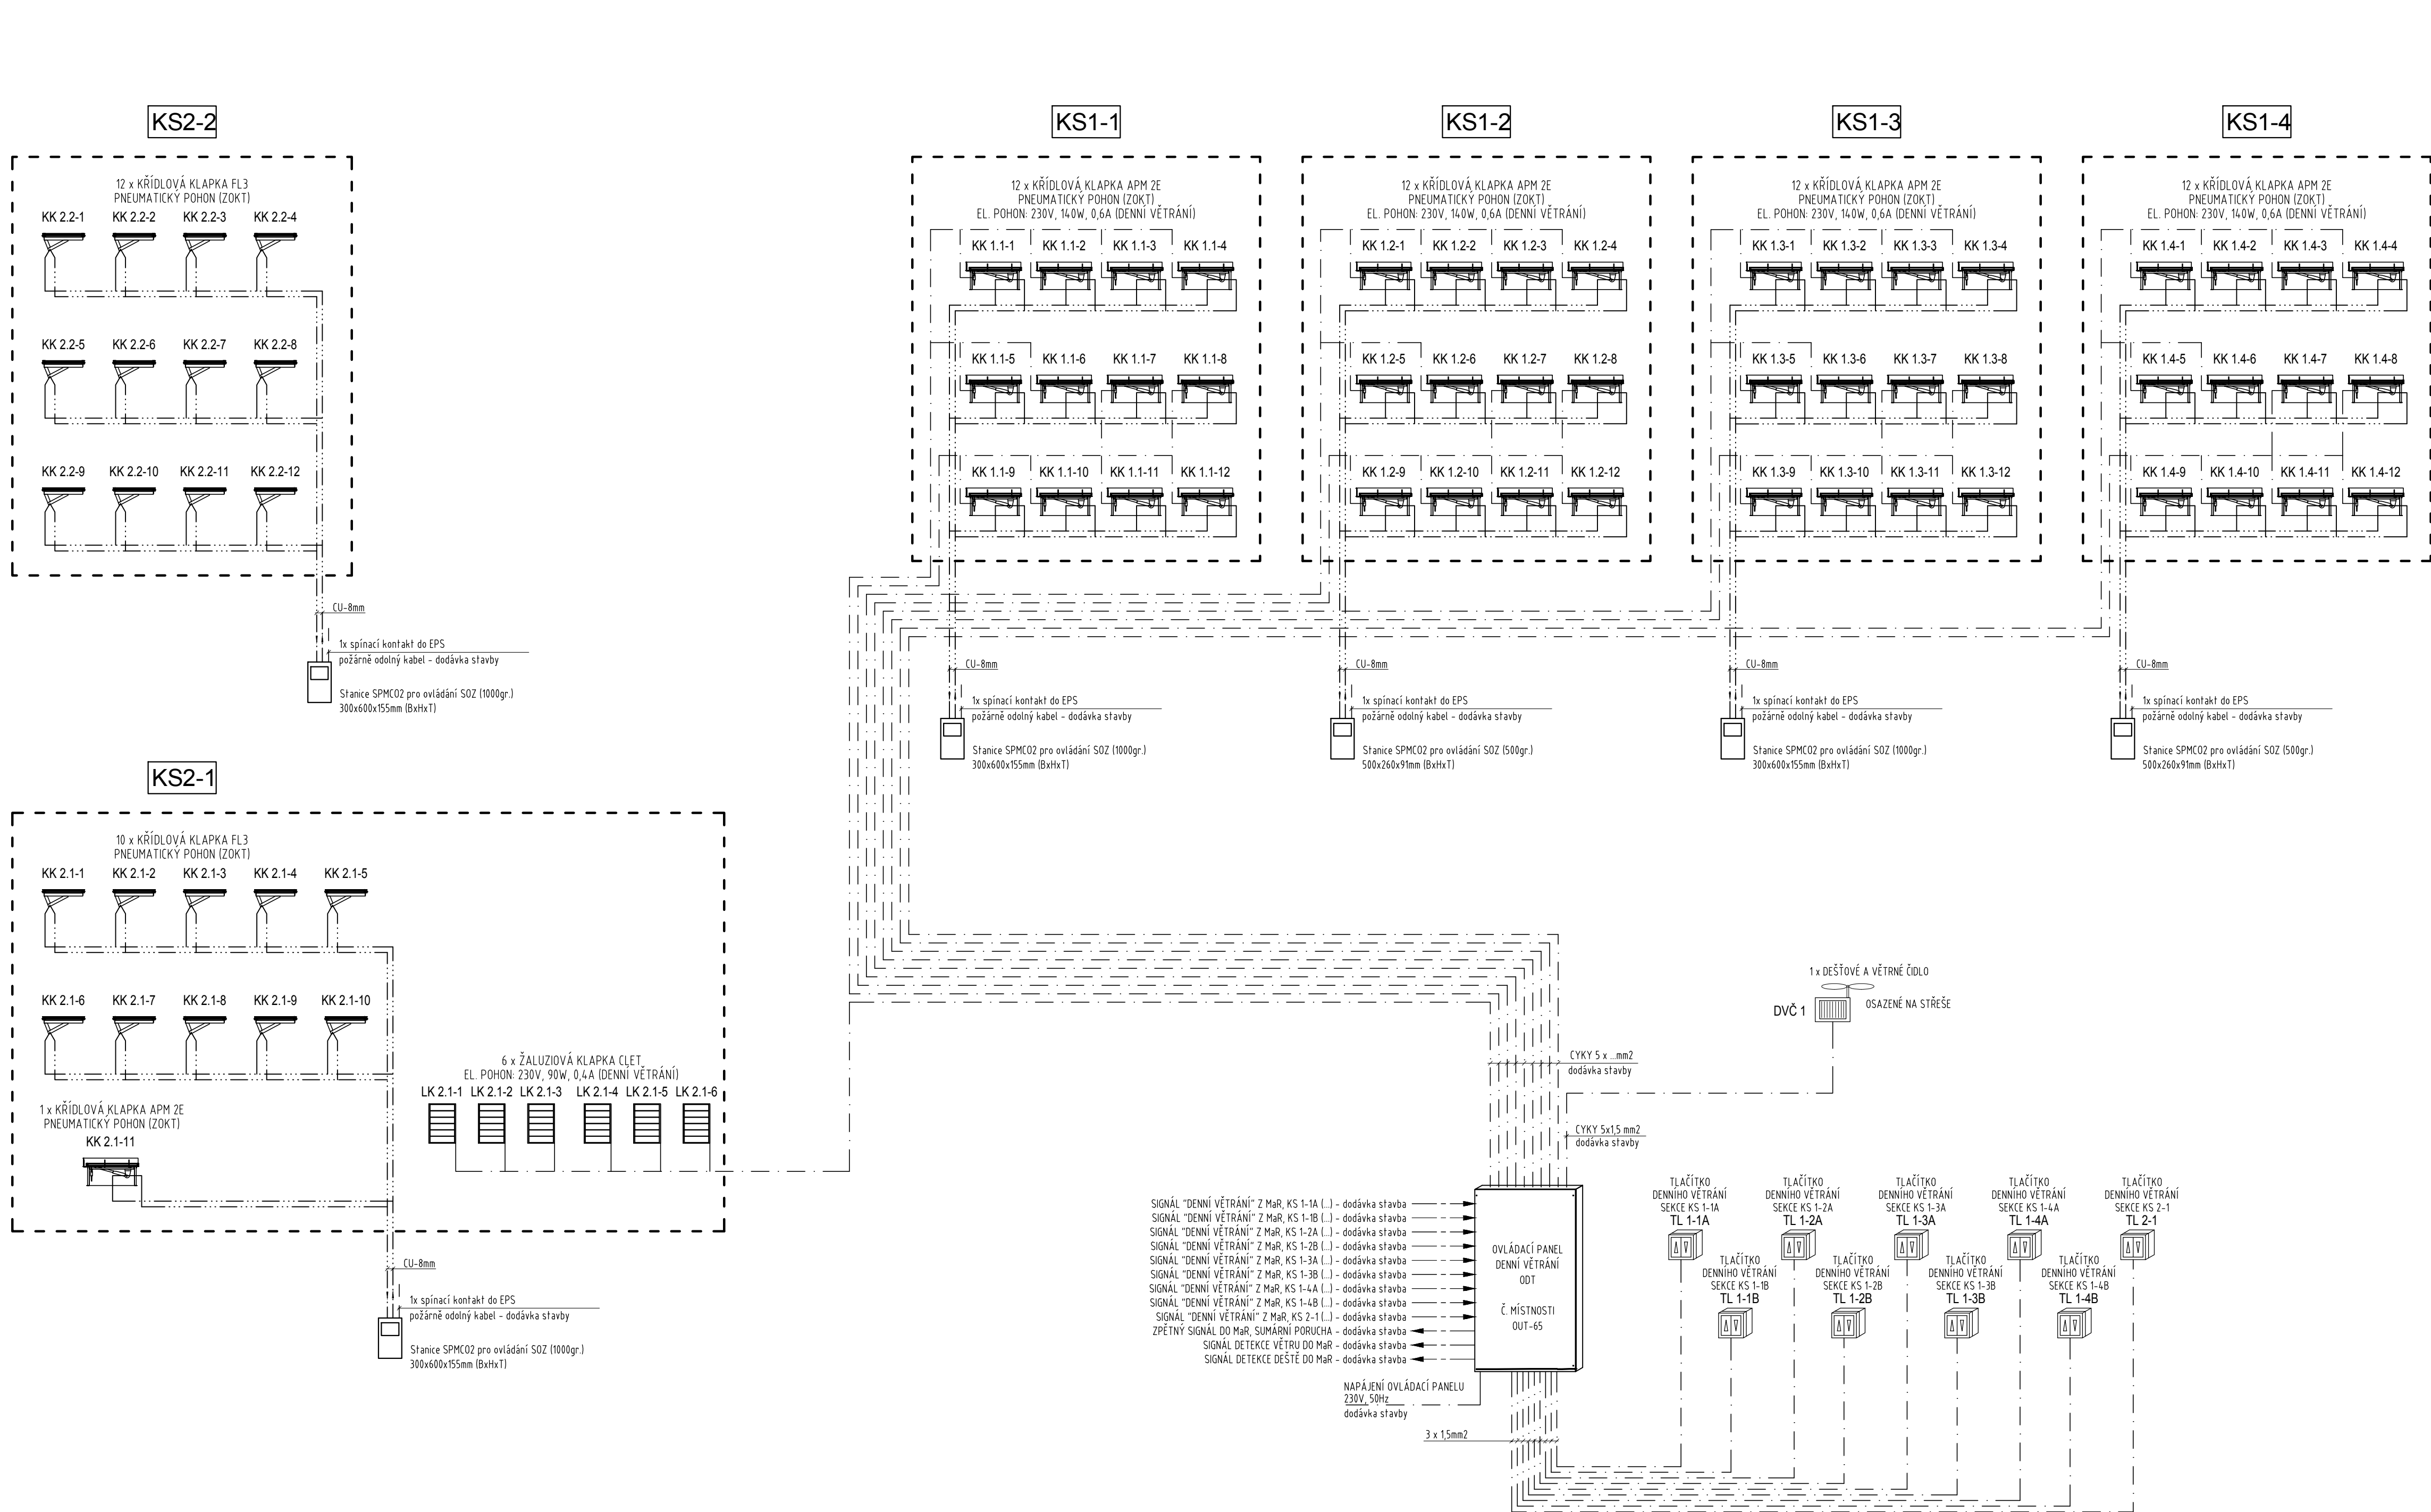 KS2-2
12 x KŘÍDLOVÁ KLAPKA FL3
PNEUMATICKÝ POHON (ZOKT)
KK 2.2-1 KK 2.2-2 KK 2.2-3 KK 2.2-4
KK 2.2-5 KK 2.2-6 KK 2.2-7 KK 2.2-8
KK 2.2-9 KK 2.2-10 KK 2.2-11 KK 2.2-12
CU-8mm
1x spínací kontakt do EPS
požárně odolný kabel - dodávka stavby
Stanice SPMCO2 pro ovládání SOZ (1000gr.)
300x600x155mm (BxHxT)
KS1-1
12 x KŘÍDLOVÁ KLAPKA APM 2E
PNEUMATICKÝ POHON (ZOKT)
EL. POHON: 230V, 140W, 0,6A (DENNÍ VĚTRÁNÍ)
KK 1.1-1 KK 1.1-2 KK 1.1-3 KK 1.1-4
KK 1.1-5 KK 1.1-6 KK 1.1-7 KK 1.1-8
KK 1.1-9 KK 1.1-10 KK 1.1-11 KK 1.1-12
CU-8mm
1x spínací kontakt do EPS
požárně odolný kabel - dodávka stavby
Stanice SPMCO2 pro ovládání SOZ (1000gr.)
300x600x155mm (BxHxT)
KS1-2
12 x KŘÍDLOVÁ KLAPKA APM 2E
PNEUMATICKÝ POHON (ZOKT)
EL. POHON: 230V, 140W, 0,6A (DENNÍ VĚTRÁNÍ)
KK 1.2-1 KK 1.2-2 KK 1.2-3 KK 1.2-4
KK 1.2-5 KK 1.2-6 KK 1.2-7 KK 1.2-8
KK 1.2-9 KK 1.2-10 KK 1.2-11 KK 1.2-12
CU-8mm
1x spínací kontakt do EPS
požárně odolný kabel - dodávka stavby
Stanice SPMCO2 pro ovládání SOZ (500gr.)
500x260x91mm (BxHxT)
KS1-3
12 x KŘÍDLOVÁ KLAPKA APM 2E
PNEUMATICKÝ POHON (ZOKT)
EL. POHON: 230V, 140W, 0,6A (DENNÍ VĚTRÁNÍ)
KK 1.3-1 KK 1.3-2 KK 1.3-3 KK 1.3-4
KK 1.3-5 KK 1.3-6 KK 1.3-7 KK 1.3-8
KK 1.3-9 KK 1.3-10 KK 1.3-11 KK 1.3-12
CU-8mm
1x spínací kontakt do EPS
požárně odolný kabel - dodávka stavby
Stanice SPMCO2 pro ovládání SOZ (1000gr.)
300x600x155mm (BxHxT)
KS1-4
12 x KŘÍDLOVÁ KLAPKA APM 2E
PNEUMATICKÝ POHON (ZOKT)
EL. POHON: 230V, 140W, 0,6A (DENNÍ VĚTRÁNÍ)
KK 1.4-1 KK 1.4-2 KK 1.4-3 KK 1.4-4
KK 1.4-5 KK 1.4-6 KK 1.4-7 KK 1.4-8
KK 1.4-9 KK 1.4-10 KK 1.4-11 KK 1.4-12
CU-8mm
1x spínací kontakt do EPS
požárně odolný kabel - dodávka stavby
Stanice SPMCO2 pro ovládání SOZ (500gr.)
500x260x91mm (BxHxT)
KS2-1
10 x KŘÍDLOVÁ KLAPKA FL3
PNEUMATICKÝ POHON (ZOKT)
KK 2.1-1 KK 2.1-2 KK 2.1-3 KK 2.1-4 KK 2.1-5
KK 2.1-6 KK 2.1-7 KK 2.1-8 KK 2.1-9 KK 2.1-10
1 x KŘÍDLOVÁ KLAPKA APM 2E
PNEUMATICKÝ POHON (ZOKT)
KK 2.1-11
6 x ŽALUZIOVÁ KLAPKA CLET
EL. POHON: 230V, 90W, 0,4A (DENNÍ VĚTRÁNÍ)
LK 2.1-1 LK 2.1-2 LK 2.1-3 LK 2.1-4 LK 2.1-5 LK 2.1-6
CU-8mm
1x spínací kontakt do EPS
požárně odolný kabel - dodávka stavby
Stanice SPMCO2 pro ovládání SOZ (1000gr.)
300x600x155mm (BxHxT)
1 x DEŠŤOVÉ A VĚTRNÉ ČIDLO
DVČ 1
OSAZENÉ NA STŘEŠE
CYKY 5 x ...mm2
dodávka stavby
CYKY 5x1,5 mm2
dodávka stavby
SIGNÁL "DENNÍ VĚTRÁNÍ" Z MaR, KS 1-1A (...) - dodávka stavba
SIGNÁL "DENNÍ VĚTRÁNÍ" Z MaR, KS 1-1B (...) - dodávka stavba
SIGNÁL "DENNÍ VĚTRÁNÍ" Z MaR, KS 1-2A (...) - dodávka stavba
SIGNÁL "DENNÍ VĚTRÁNÍ" Z MaR, KS 1-2B (...) - dodávka stavba
SIGNÁL "DENNÍ VĚTRÁNÍ" Z MaR, KS 1-3A (...) - dodávka stavba
SIGNÁL "DENNÍ VĚTRÁNÍ" Z MaR, KS 1-3B (...) - dodávka stavba
SIGNÁL "DENNÍ VĚTRÁNÍ" Z MaR, KS 1-4A (...) - dodávka stavba
SIGNÁL "DENNÍ VĚTRÁNÍ" Z MaR, KS 1-4B (...) - dodávka stavba
SIGNÁL "DENNÍ VĚTRÁNÍ" Z MaR, KS 2-1 (...) - dodávka stavba
ZPĚTNÝ SIGNÁL DO MaR, SUMÁRNÍ PORUCHA - dodávka stavba
SIGNÁL DETEKCE VĚTRU DO MaR - dodávka stavba
SIGNÁL DETEKCE DEŠTĚ DO MaR - dodávka stavba
OVLÁDACÍ PANEL
DENNÍ VĚTRÁNÍ
ODT
Č. MÍSTNOSTI
OUT-65
NAPÁJENÍ OVLÁDACÍ PANELU
230V, 50Hz
dodávka stavby
3 x 1,5mm2
TLAČÍTKO
DENNÍHO VĚTRÁNÍ
SEKCE KS 1-1A
TL 1-1A
TLAČÍTKO
DENNÍHO VĚTRÁNÍ
SEKCE KS 1-2A
TL 1-2A
TLAČÍTKO
DENNÍHO VĚTRÁNÍ
SEKCE KS 1-3A
TL 1-3A
TLAČÍTKO
DENNÍHO VĚTRÁNÍ
SEKCE KS 1-4A
TL 1-4A
TLAČÍTKO
DENNÍHO VĚTRÁNÍ
SEKCE KS 2-1
TL 2-1
TLAČÍTKO
DENNÍHO VĚTRÁNÍ
SEKCE KS 1-1B
TL 1-1B
TLAČÍTKO
DENNÍHO VĚTRÁNÍ
SEKCE KS 1-2B
TL 1-2B
TLAČÍTKO
DENNÍHO VĚTRÁNÍ
SEKCE KS 1-3B
TL 1-3B
TLAČÍTKO
DENNÍHO VĚTRÁNÍ
SEKCE KS 1-4B
TL 1-4B